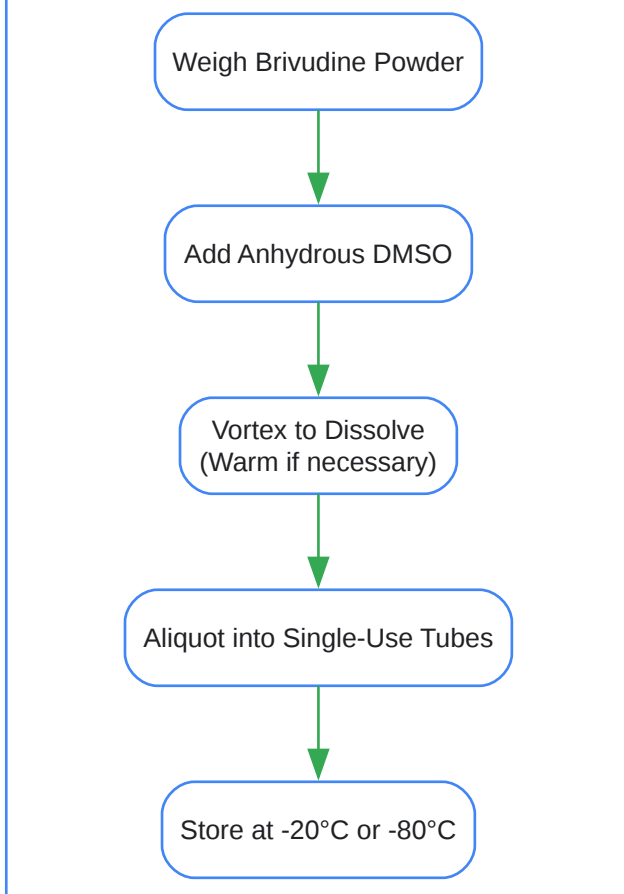 Weigh Brivudine Powder
Add Anhydrous DMSO
Vortex to Dissolve
(Warm if necessary)
Aliquot into Single-Use Tubes
Store at -20°C or -80°C